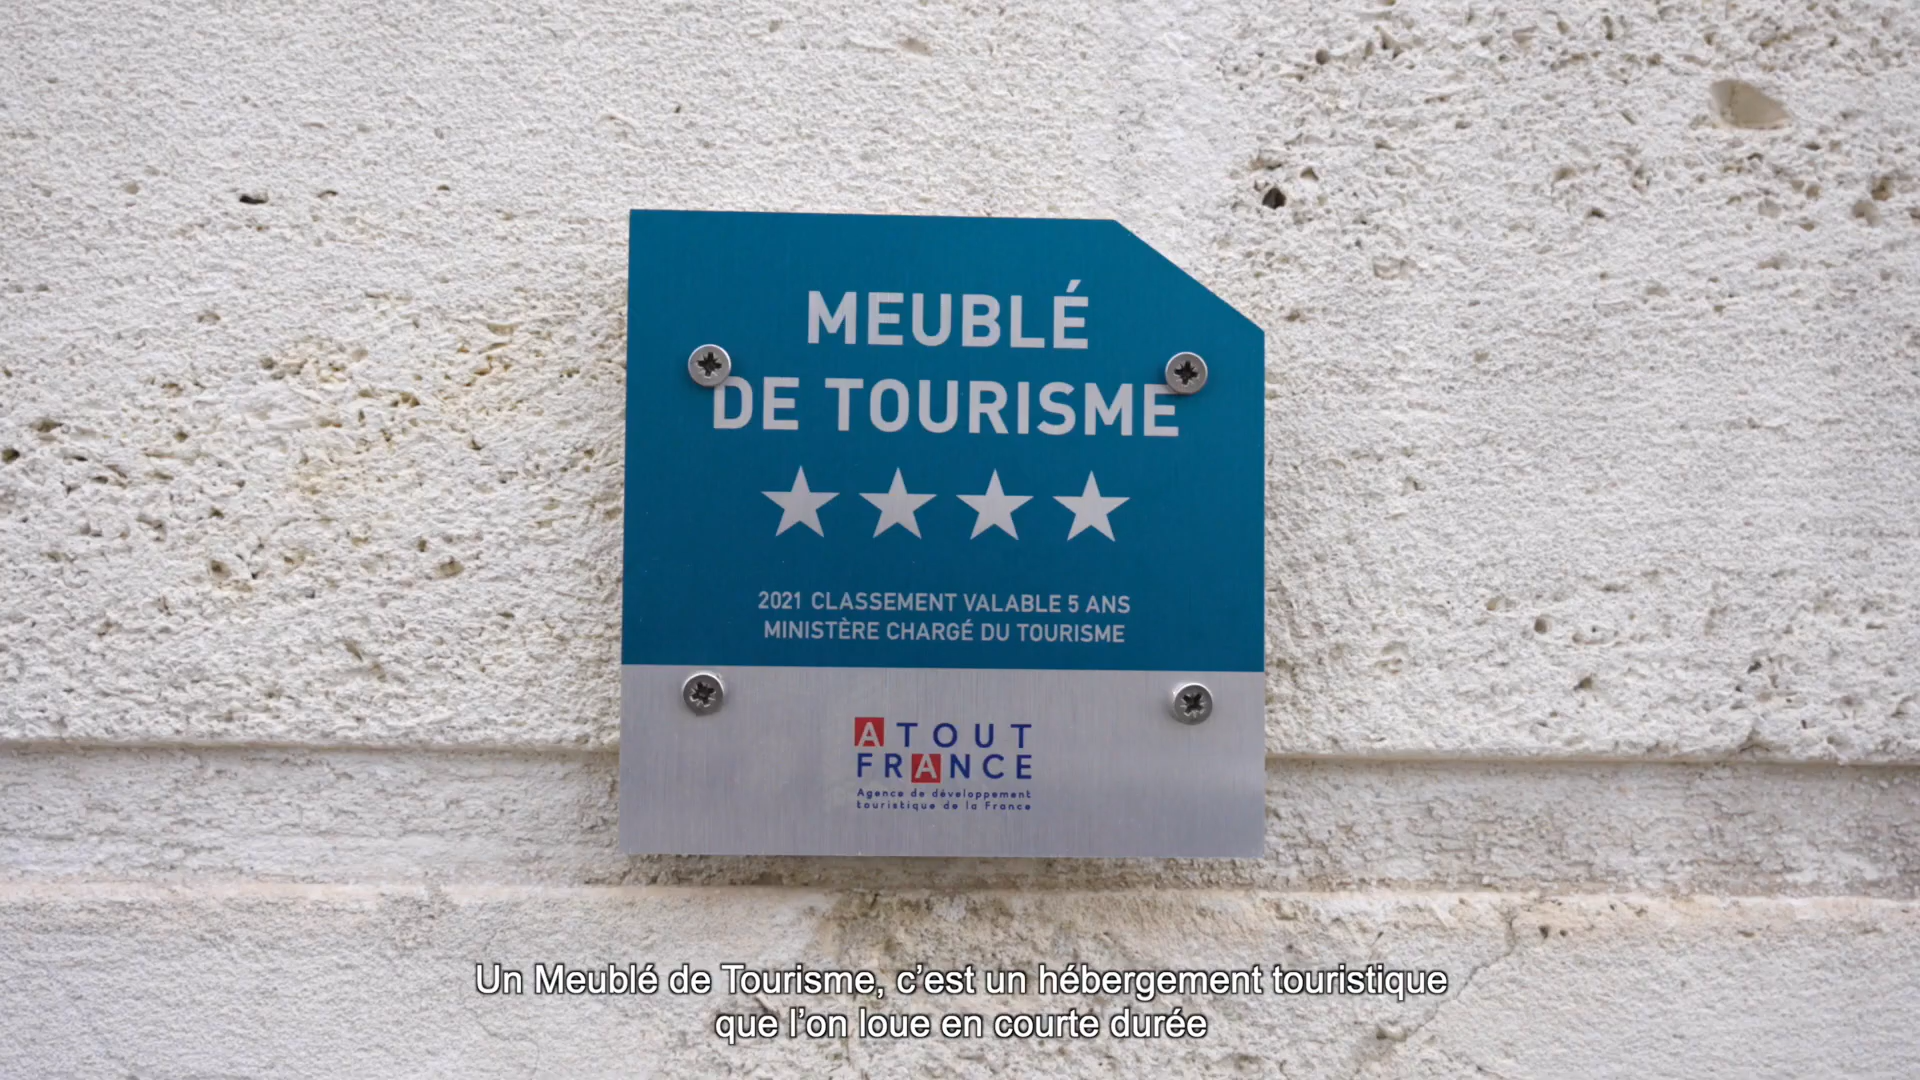 MEUBLÉ
DE TOURISME
2021 CLASSEMENT VALABLE 5 ANS
MINISTÈRE CHARGÉ DU TOURISME
ATOUT
FRANCE
Agence de développement
touristique de la France
Un Meublé de Tourisme, c’est un hébergement touristique
que l’on loue en courte durée